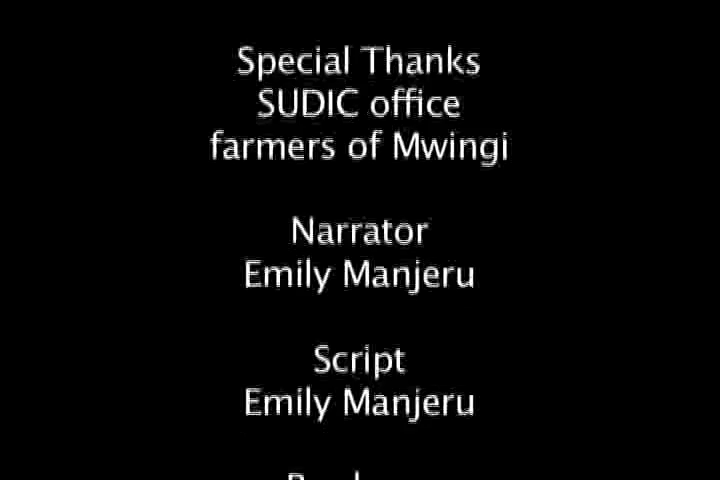 Special Thanks
SUDIC office
farmers of Mwingi
Narrator
Emily Manjeru
Script
Emily Manjeru